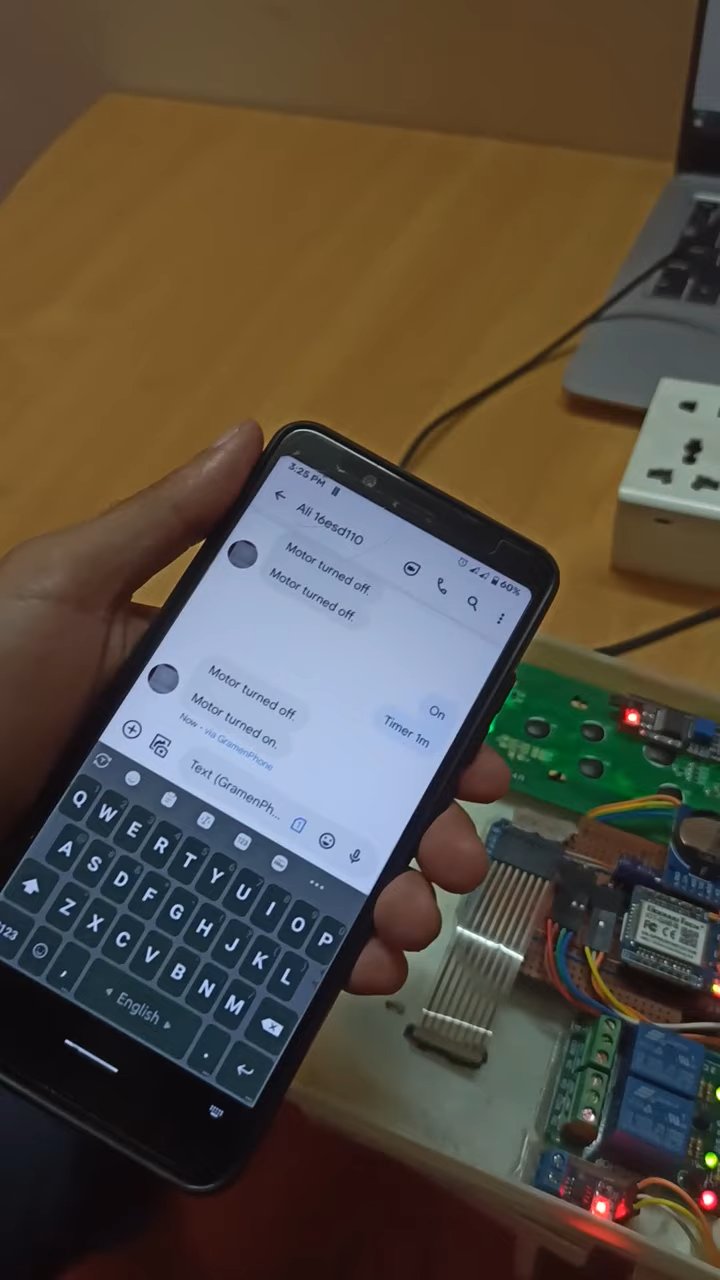 3:25 PM
60%
Ali 16esd110
Motor turned off.
Motor turned off.
On
Timer 1m
Motor turned off.
Motor turned on.
Now • via GramenPhone
Text (GramenPh...
Q W E R T Y U I O P
A S D F G H J K L
Z X C V B N M
?123
,
English
.